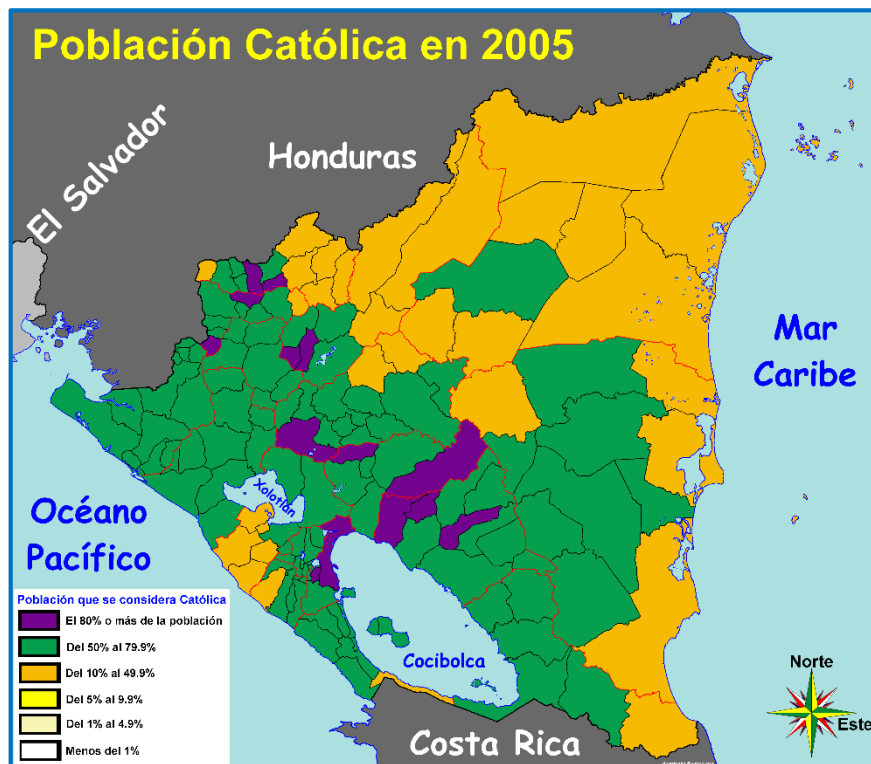 Población Católica en 2005
El Salvador
Honduras
Mar
Caribe
Xolotlán
Océano
Pacífico
Cocibolca
Costa Rica
Población que se considera Católica
El 80% o más de la población
Del 50% al 79.9%
Del 10% al 49.9%
Del 5% al 9.9%
Del 1% al 4.9%
Menos del 1%
Norte
Este